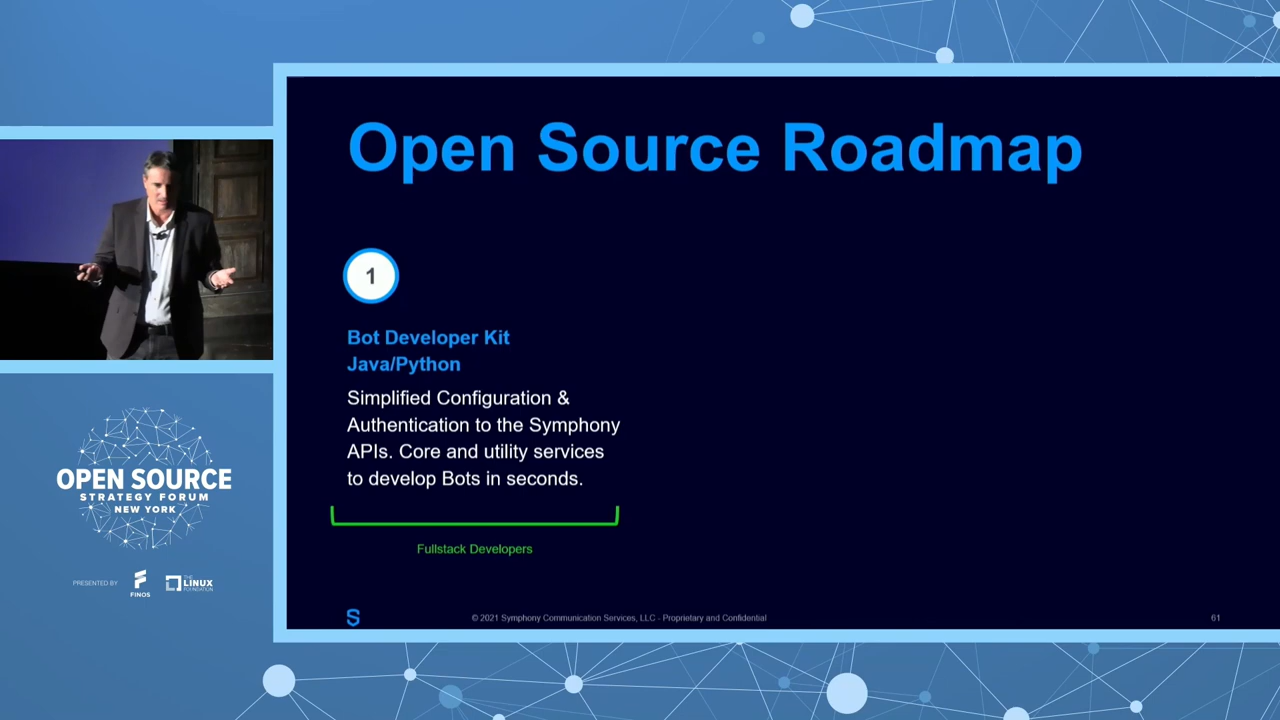 Open Source Roadmap
1
Bot Developer Kit
Java/Python
Simplified Configuration &
Authentication to the Symphony
APIs. Core and utility services
to develop Bots in seconds.
Fullstack Developers
© 2021 Symphony Communication Services, LLC - Proprietary and Confidential
61
OPEN SOURCE
STRATEGY FORUM
NEW YORK
PRESENTED BY
FINOS
THE
LINUX
FOUNDATION